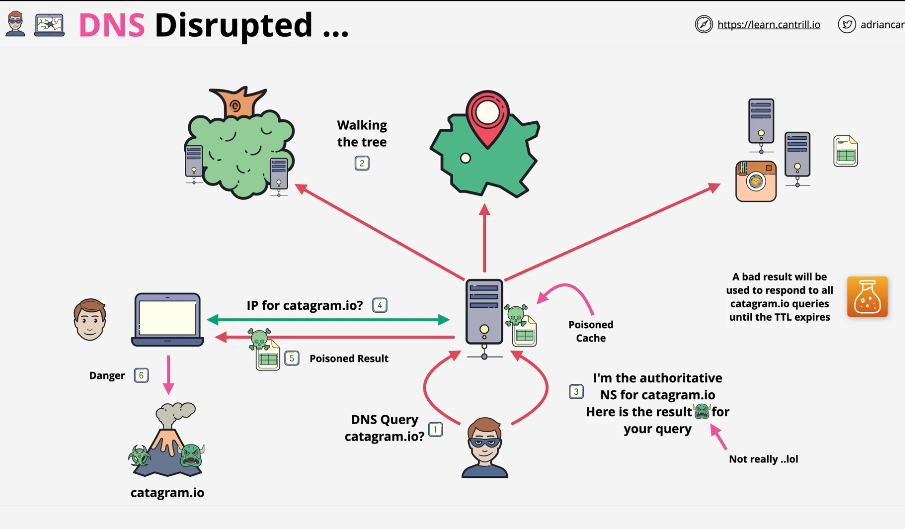 DNS Disrupted ...
https://learn.cantrill.io
adriancar
Walking
the tree
2
A bad result will be
used to respond to all
catagram.io queries
until the TTL expires
IP for catagram.io? 4
Poisoned
Cache
5 Poisoned Result
Danger 6
3 I'm the authoritative
NS for catagram.io
Here is the result for
your query
DNS Query
catagram.io? 1
Not really ..lol
catagram.io